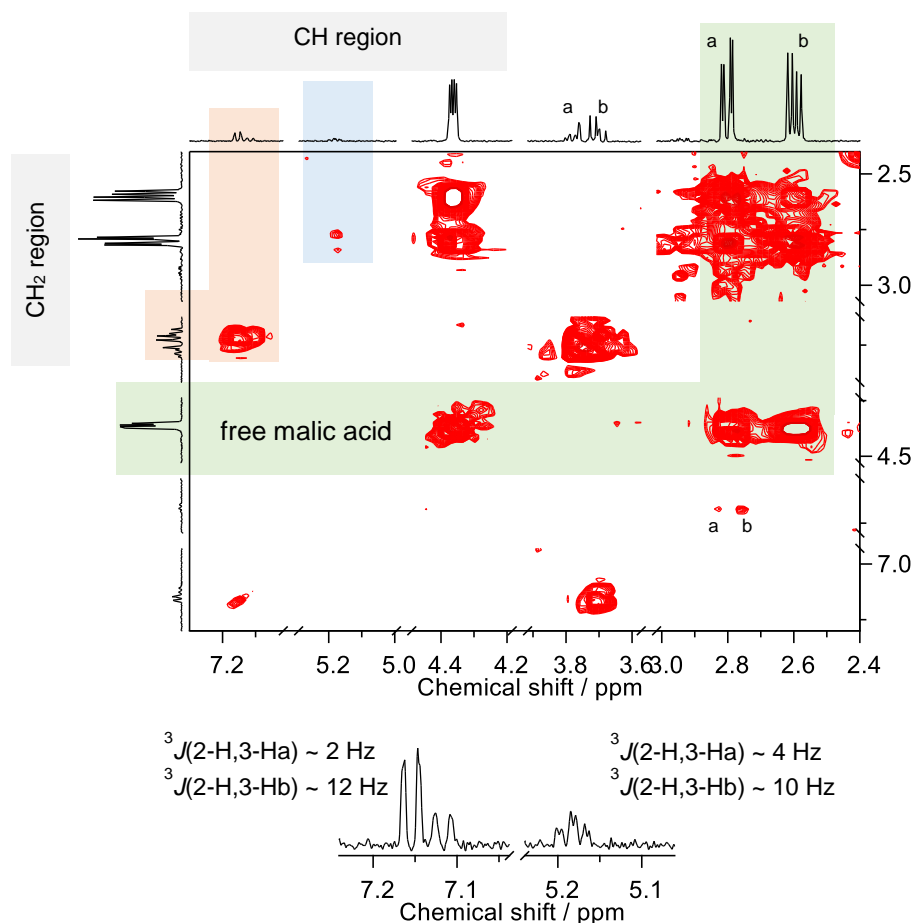 CH region
a
b
a
b
CH₂ region
2.5
3.0
free malic acid
4.5
a
b
7.0
7.2
5.2
5.0
4.4
4.2
3.8
3.6
3.0
2.8
2.6
2.4
Chemical shift / ppm
³J(2-H,3-Ha) ~ 2 Hz
³J(2-H,3-Hb) ~ 12 Hz
³J(2-H,3-Ha) ~ 4 Hz
³J(2-H,3-Hb) ~ 10 Hz
7.2
7.1
5.2
5.1
Chemical shift / ppm